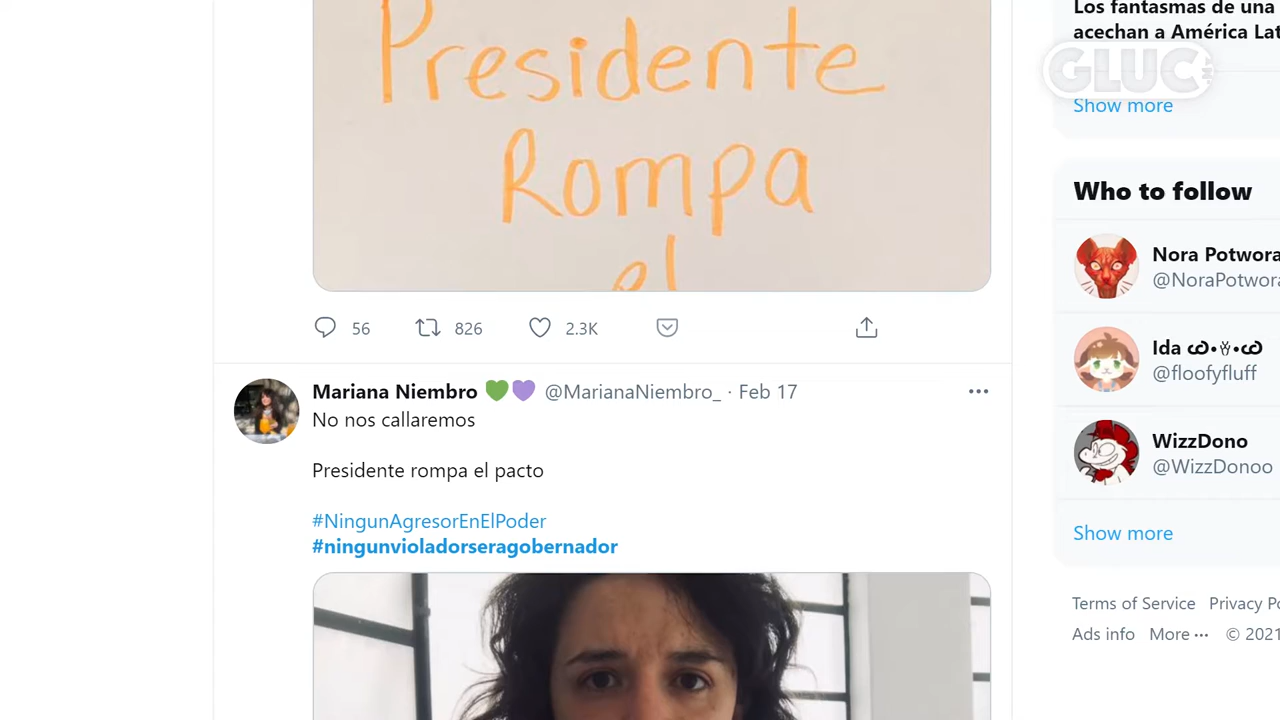 Presidente
Rompa
el
56
826
2.3K
Mariana Niembro 💚💜 @MarianaNiembro_ · Feb 17
No nos callaremos
Presidente rompa el pacto
#NingunAgresorEnElPoder
#ningunvioladorseragobernador
Los fantasmas de una
acechan a América Lat
GLUC
Show more
Who to follow
Nora Potwora
@NoraPotwora
Ida
@floofyfluff
WizzDono
@WizzDonoo
Show more
Terms of Service Privacy Po
Ads info More ··· © 2021